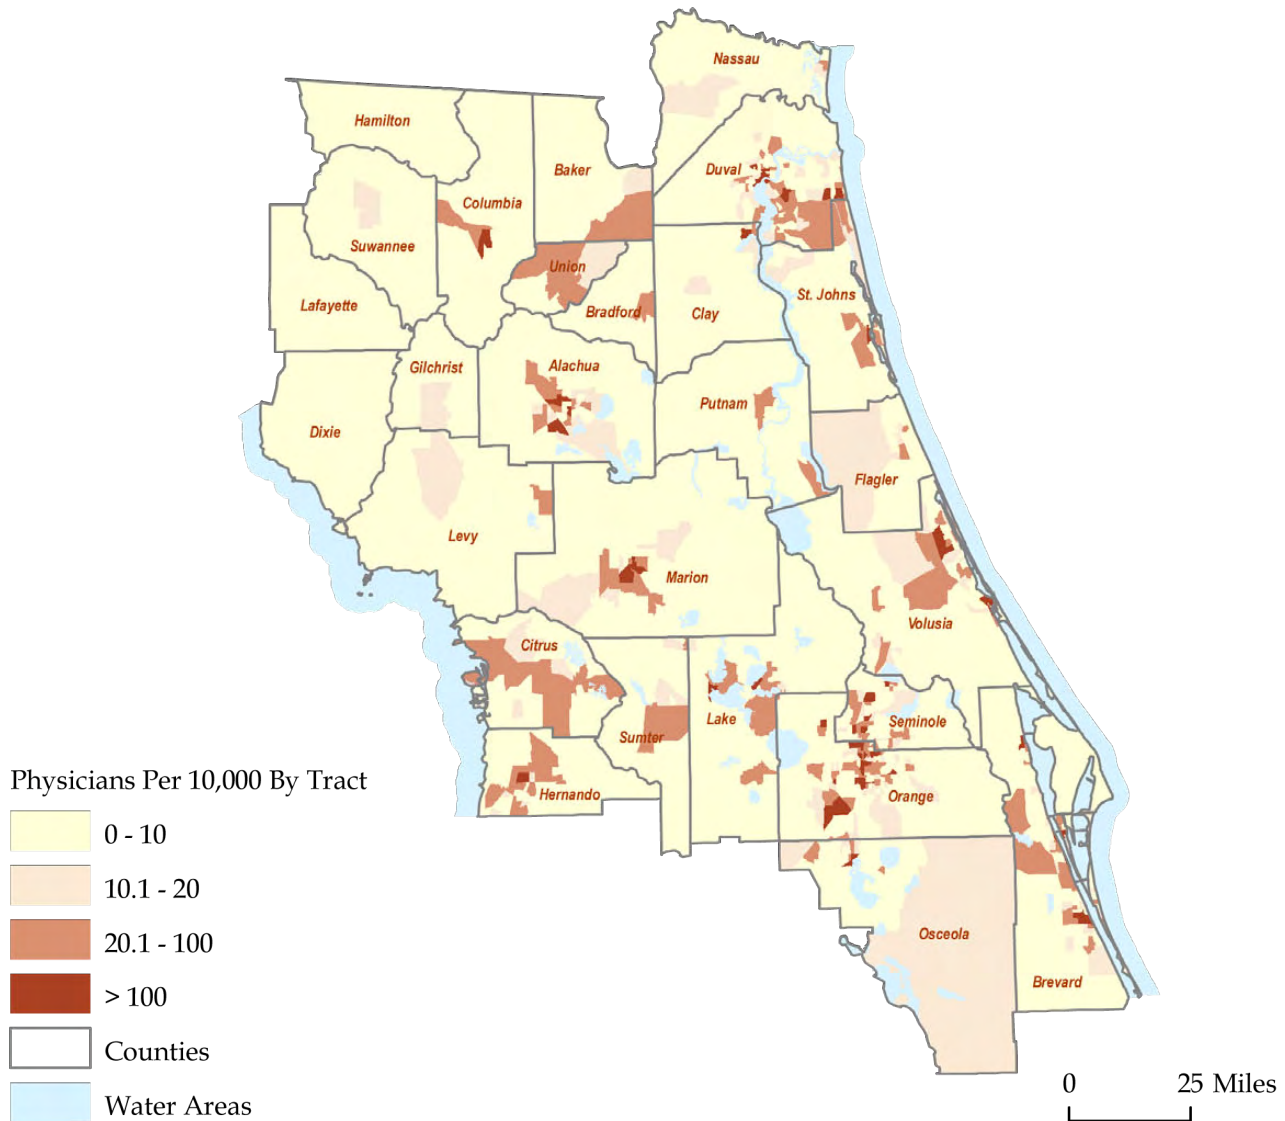 Nassau
Hamilton
Baker
Duval
Columbia
Suwannee
Union
St. Johns
Lafayette
Bradford
Clay
Gilchrist
Alachua
Putnam
Dixie
Flagler
Levy
Marion
Volusia
Citrus
Lake
Seminole
Sumter
Hernando
Orange
Osceola
Brevard
Physicians Per 10,000 By Tract
0 - 10
10.1 - 20
20.1 - 100
> 100
Counties
Water Areas
0 25 Miles